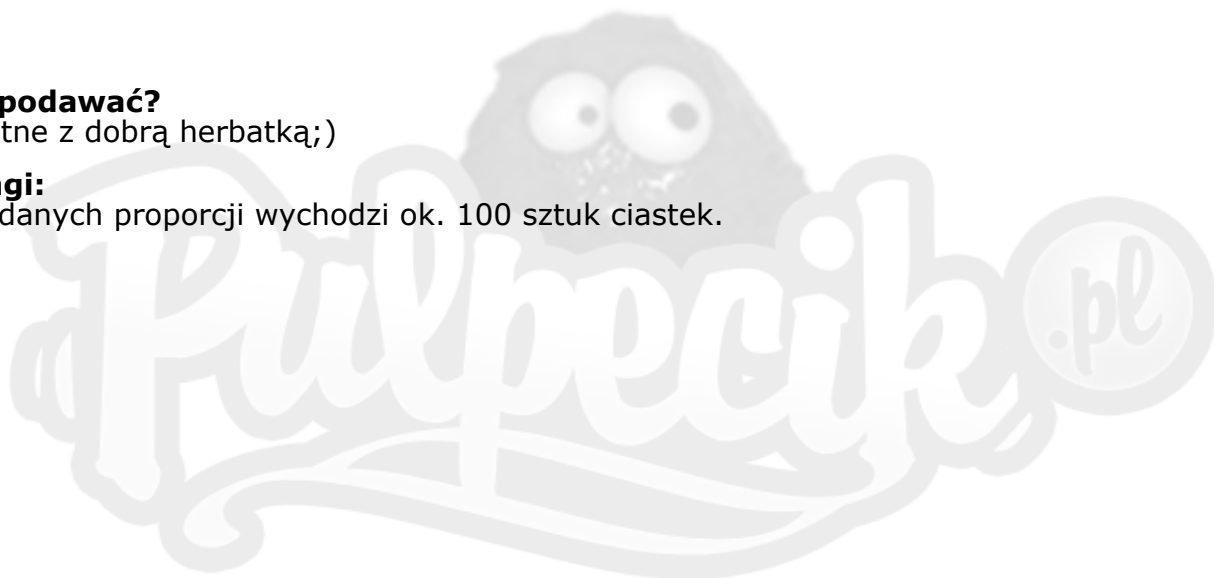 podawać?
tne z dobrą herbatką;)
gi:
danych proporcji wychodzi ok. 100 sztuk ciastek.
Pulpecik.pl